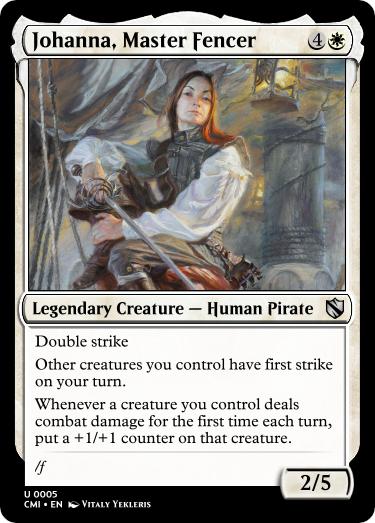 Johanna, Master Fencer 4
Legendary Creature — Human Pirate
Double strike
Other creatures you control have first strike
on your turn.
Whenever a creature you control deals
combat damage for the first time each turn,
put a +1/+1 counter on that creature.
/f
2/5
U 0005
CMI • EN Vitaly Yekleris